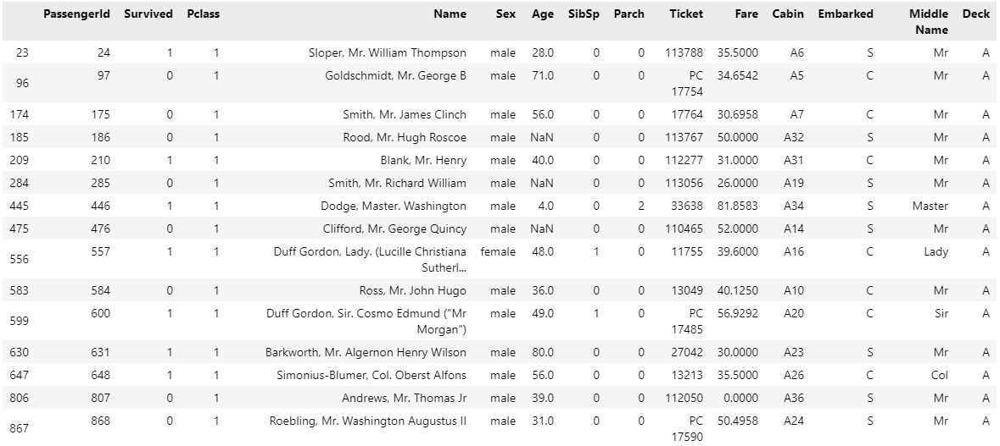 PassengerId Survived Pclass Name Sex Age SibSp Parch Ticket Fare Cabin Embarked Middle Deck
Name
23 24 1 1 Sloper, Mr. William Thompson male 28.0 0 0 113788 35.5000 A6 S Mr A
96 97 0 1 Goldschmidt, Mr. George B male 71.0 0 0 PC 34.6542 A5 C Mr A
17754
174 175 0 1 Smith, Mr. James Clinch male 56.0 0 0 17764 30.6958 A7 C Mr A
185 186 0 1 Rood, Mr. Hugh Roscoe male NaN 0 0 113767 50.0000 A32 S Mr A
209 210 1 1 Blank, Mr. Henry male 40.0 0 0 112277 31.0000 A31 C Mr A
284 285 0 1 Smith, Mr. Richard William male NaN 0 0 113056 26.0000 A19 S Mr A
445 446 1 1 Dodge, Master. Washington male 4.0 0 2 33638 81.8583 A34 S Master A
475 476 0 1 Clifford, Mr. George Quincy male NaN 0 0 110465 52.0000 A14 S Mr A
556 557 1 1 Duff Gordon, Lady. (Lucille Christiana female 48.0 1 0 11755 39.6000 A16 C Lady A
Sutherl...
583 584 0 1 Ross, Mr. John Hugo male 36.0 0 0 13049 40.1250 A10 C Mr A
599 600 1 1 Duff Gordon, Sir. Cosmo Edmund ("Mr male 49.0 1 0 PC 56.9292 A20 C Sir A
Morgan") 17485
630 631 1 1 Barkworth, Mr. Algernon Henry Wilson male 80.0 0 0 27042 30.0000 A23 S Mr A
647 648 1 1 Simonius-Blumer, Col. Oberst Alfons male 56.0 0 0 13213 35.5000 A26 C Col A
806 807 0 1 Andrews, Mr. Thomas Jr male 39.0 0 0 112050 0.0000 A36 S Mr A
867 868 0 1 Roebling, Mr. Washington Augustus II male 31.0 0 0 PC 50.4958 A24 S Mr A
17590